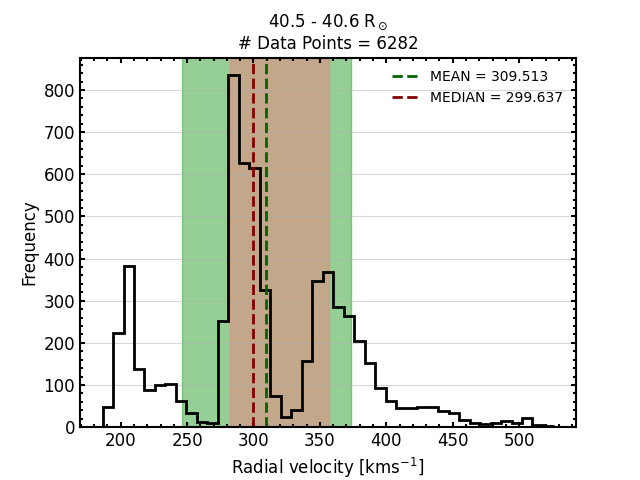 40.5 - 40.6 R⊙
# Data Points = 6282
MEAN = 309.513
MEDIAN = 299.637
Frequency
800
700
600
500
400
300
200
100
0
200 250 300 350 400 450 500
Radial velocity [kms⁻¹]